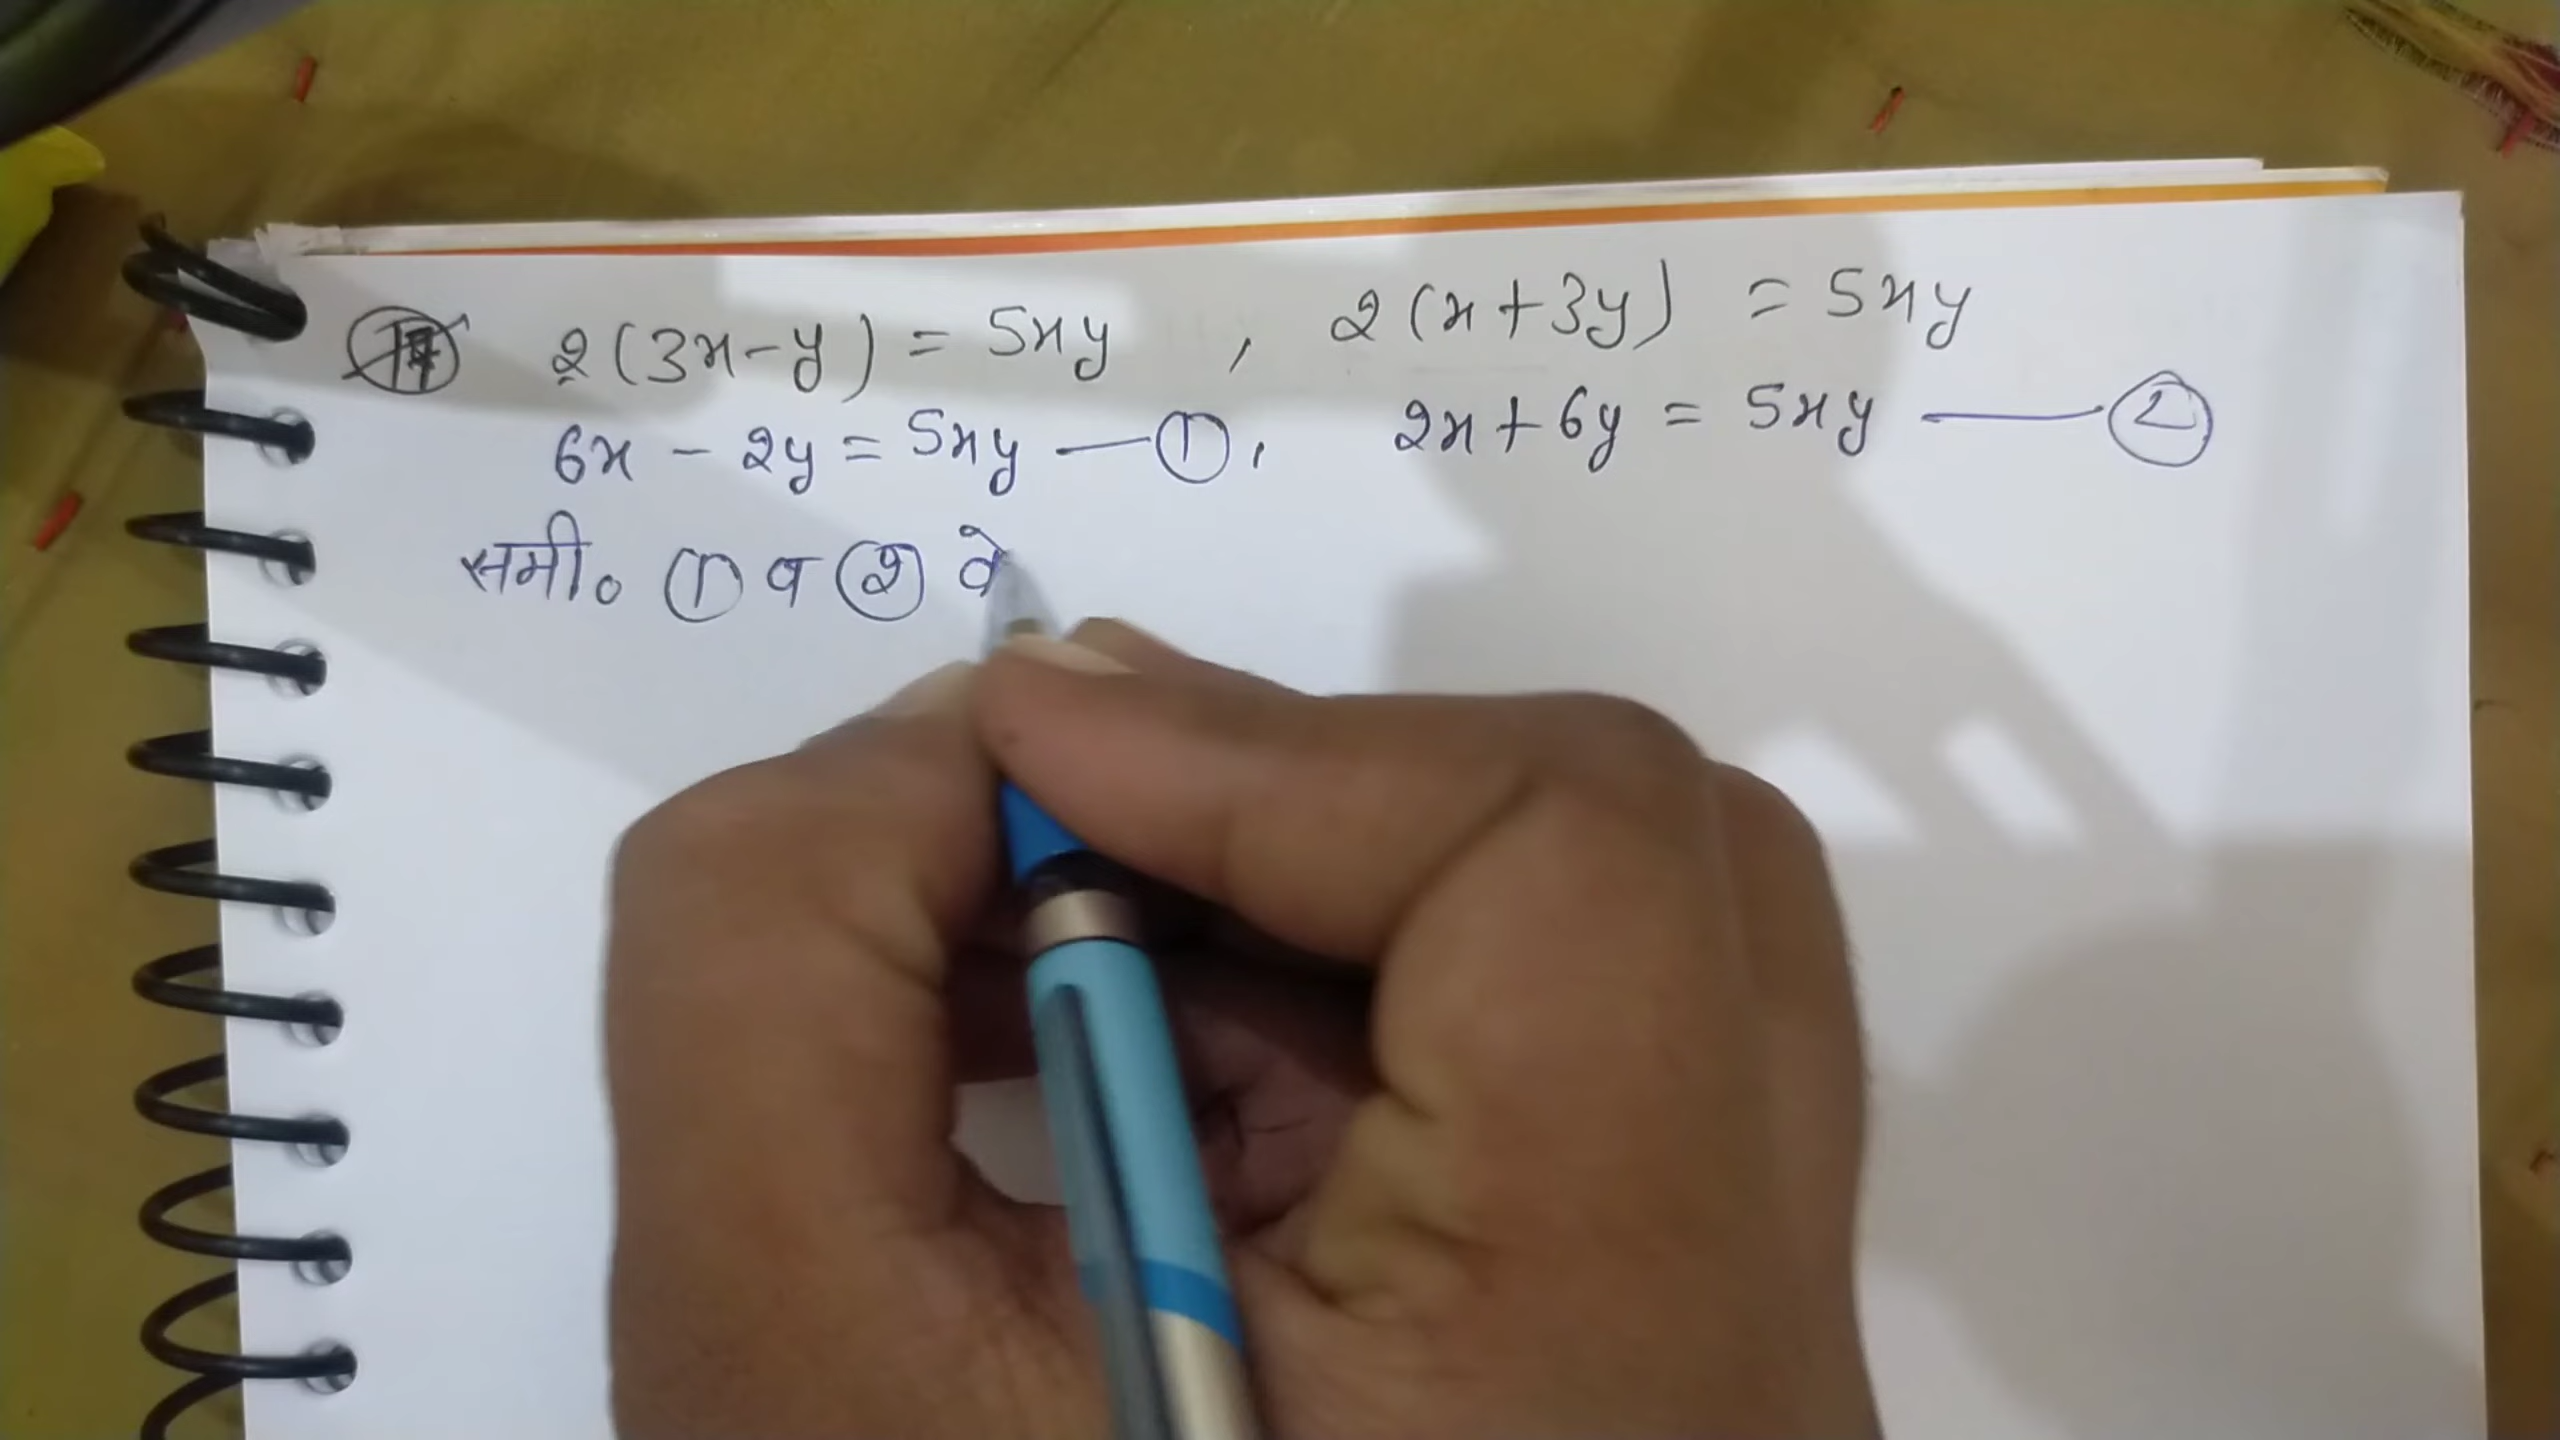 2(3x-y) = 5xy , 2(x+3y) = 5xy
6x - 2y = 5xy — ① , 2x+6y = 5xy — ②
समी० ① व ②